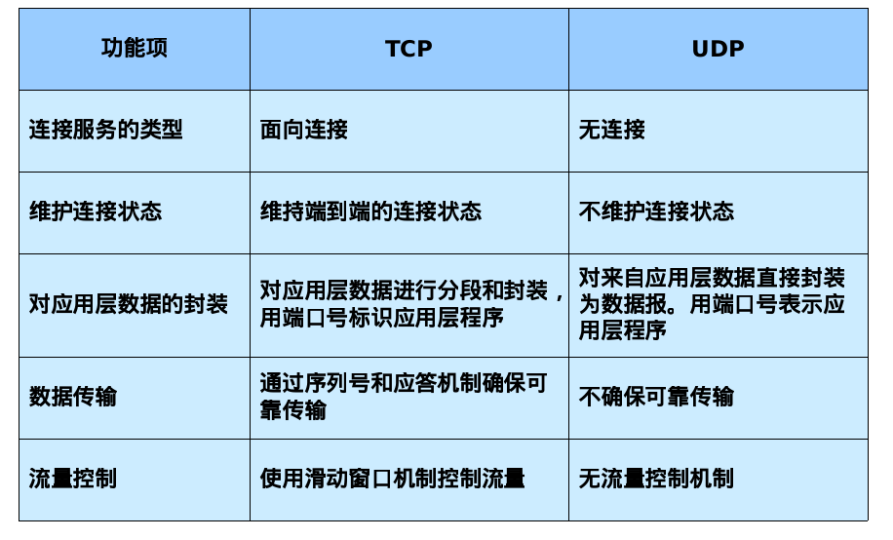 功能项
TCP
UDP
连接服务的类型
面向连接
无连接
维护连接状态
维持端到端的连接状态
不维护连接状态
对应用层数据的封装
对应用层数据进行分段和封装，
用端口号标识应用层程序
对来自应用层数据直接封装
为数据报。用端口号表示应
用层程序
数据传输
通过序列号和应答机制确保可
靠传输
不确保可靠传输
流量控制
使用滑动窗口机制控制流量
无流量控制机制